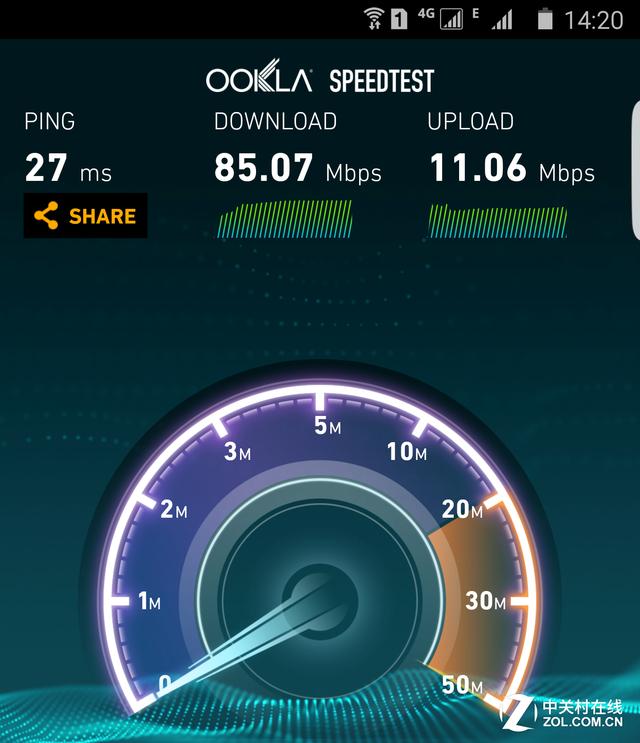 1 4G E 14:20
OOKLA SPEEDTEST
PING DOWNLOAD UPLOAD
27 ms 85.07 Mbps 11.06 Mbps
SHARE
5M
3M 10M
2M 20M
1M 30M
0 50M
Z 中关村在线
ZOL.COM.CN